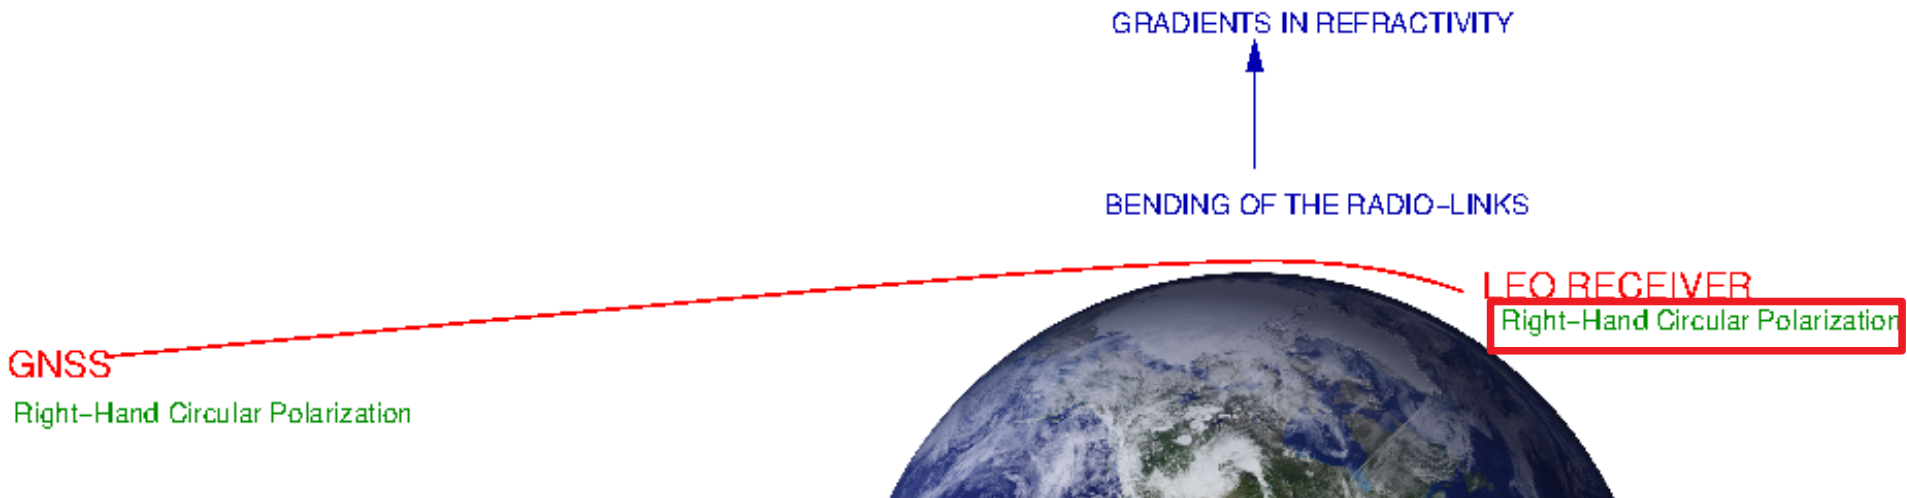 GRADIENTS IN REFRACTIVITY
BENDING OF THE RADIO-LINKS
LEO RECEIVER
Right-Hand Circular Polarization
GNSS
Right-Hand Circular Polarization